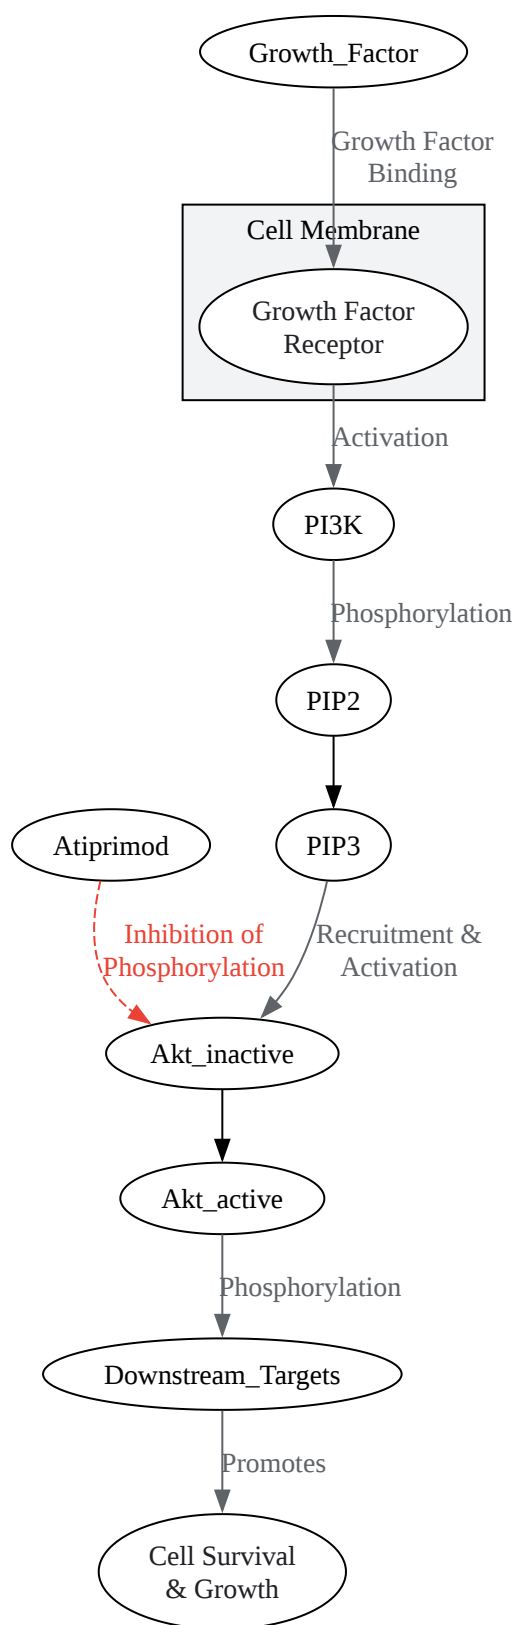 Growth_Factor
Growth Factor
Binding
Cell Membrane
Growth Factor
Receptor
Activation
PI3K
Phosphorylation
PIP2
Atiprimod
PIP3
Inhibition of
Phosphorylation
Recruitment &
Activation
Akt_inactive
Akt_active
Phosphorylation
Downstream_Targets
Promotes
Cell Survival
& Growth